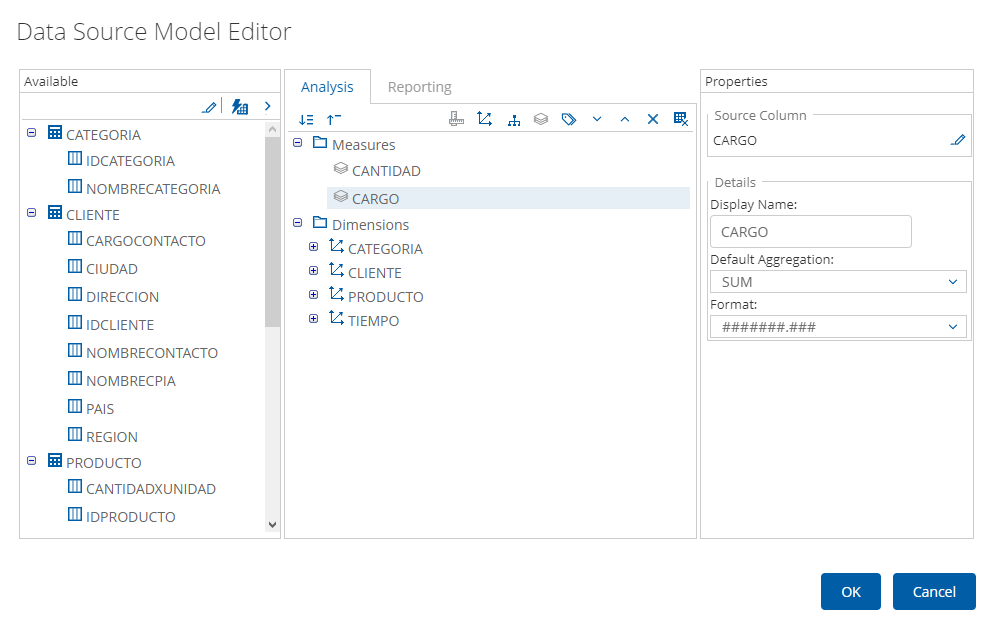 Data Source Model Editor
Available
CATEGORIA
IDCATEGORIA
NOMBRECATEGORIA
CLIENTE
CARGOCONTACTO
CIUDAD
DIRECCION
IDCLIENTE
NOMBRECONTACTO
NOMBRECPIA
PAIS
REGION
PRODUCTO
CANTIDADXUNIDAD
IDPRODUCTO
Analysis
Reporting
Measures
CANTIDAD
CARGO
Dimensions
CATEGORIA
CLIENTE
PRODUCTO
TIEMPO
Properties
Source Column
CARGO
Details
Display Name:
CARGO
Default Aggregation:
SUM
Format:
#######.###
OK
Cancel